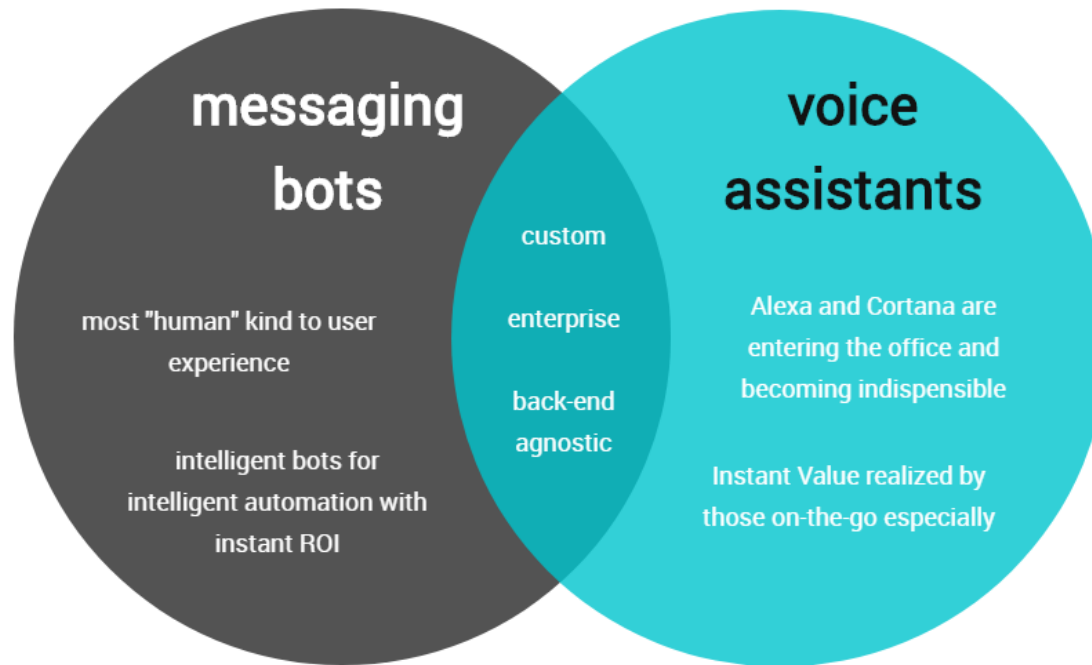 messaging
bots
most "human" kind to user
experience
intelligent bots for
intelligent automation with
instant ROI
custom
enterprise
back-end
agnostic
voice
assistants
Alexa and Cortana are
entering the office and
becoming indispensible
Instant Value realized by
those on-the-go especially